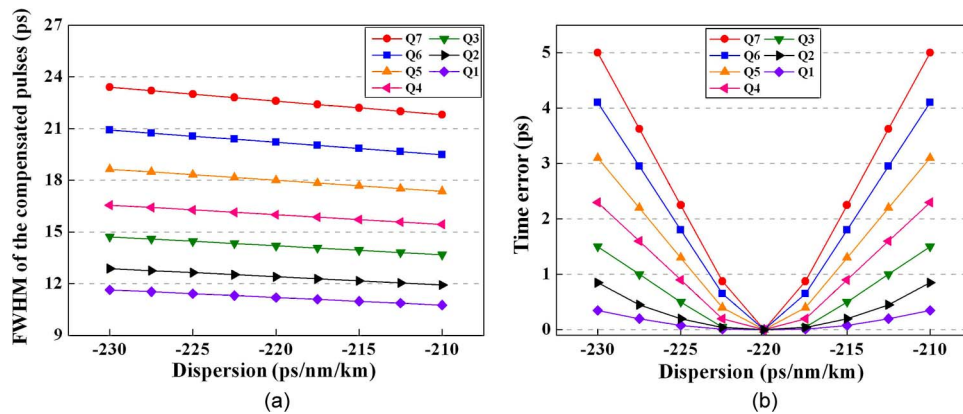 FWHM of the compensated pulses (ps)
27
24
21
18
15
12
9
Q7 Q3
Q6 Q2
Q5 Q1
Q4
-230 -225 -220 -215 -210
Dispersion (ps/nm/km)
(a)
Time error (ps)
5
4
3
2
1
0
Q7 Q3
Q6 Q2
Q5 Q1
Q4
-230 -225 -220 -215 -210
Dispersion (ps/nm/km)
(b)